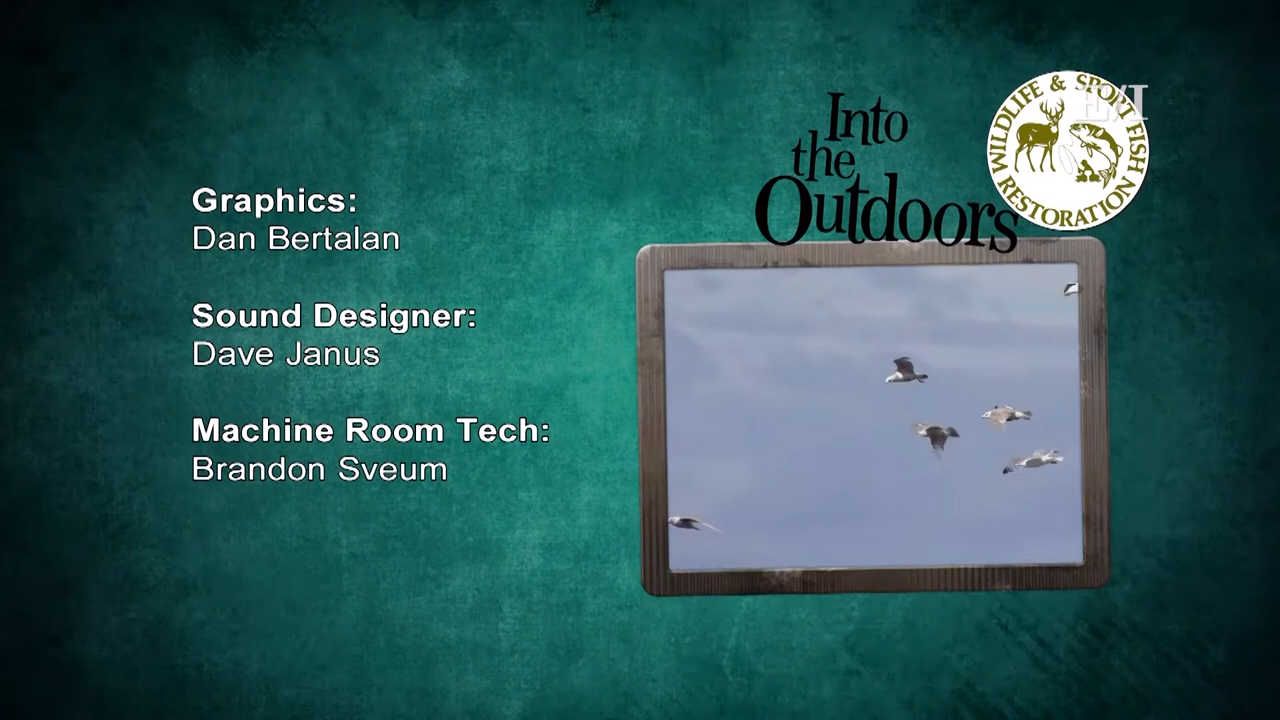 Graphics:
Dan Bertalan
Sound Designer:
Dave Janus
Machine Room Tech:
Brandon Sveum
Into
the
Outdoors
WILDLIFE & SPORT FISH
RESTORATION
E/I